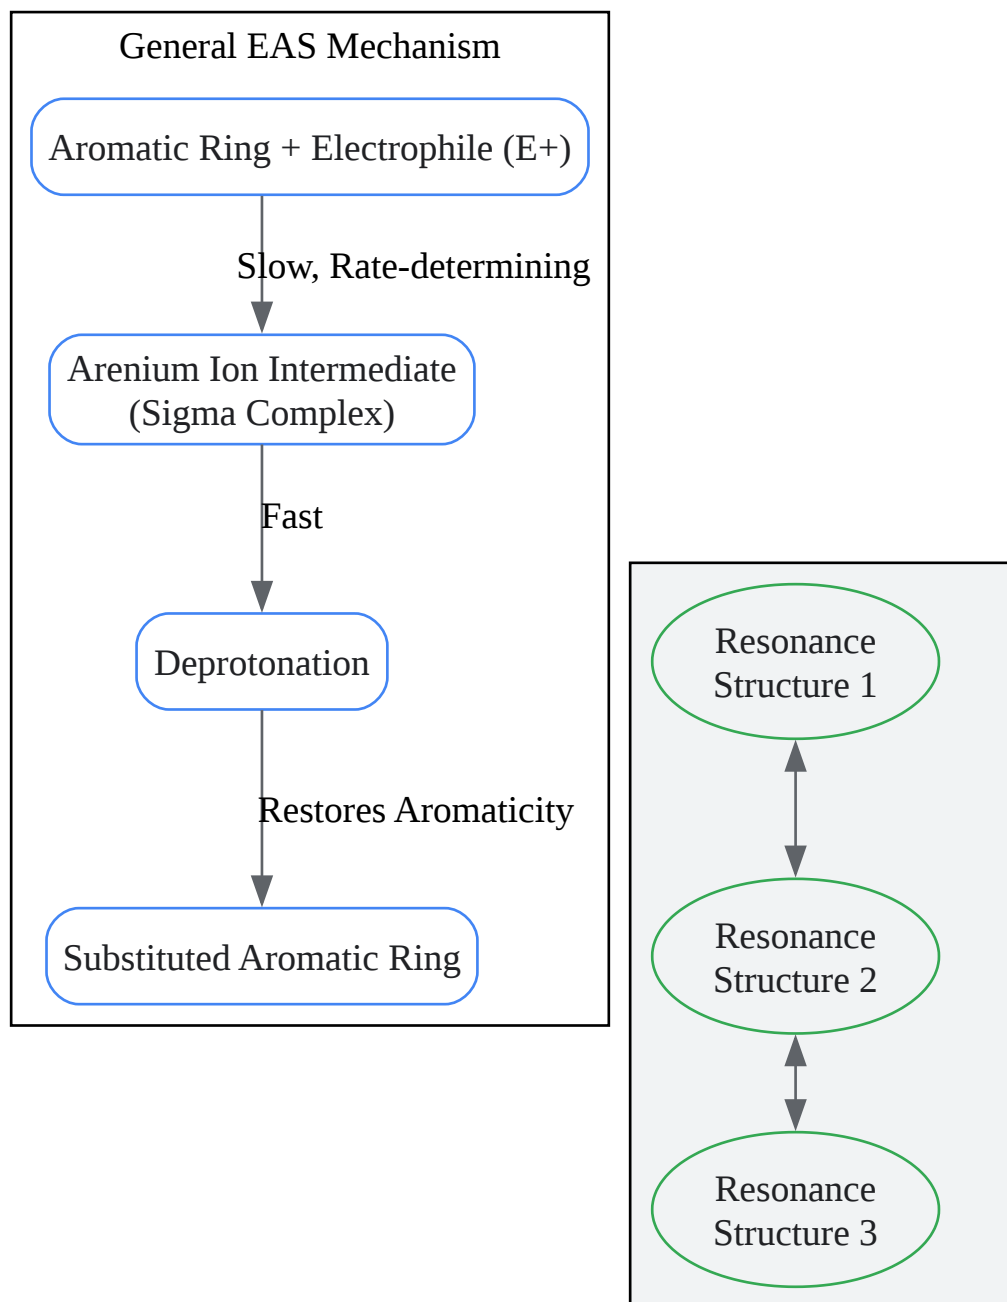 General EAS Mechanism
Aromatic Ring + Electrophile (E+)
Slow, Rate-determining
Arenium Ion Intermediate
(Sigma Complex)
Fast
Deprotonation
Restores Aromaticity
Substituted Aromatic Ring
Resonance
Structure 1
Resonance
Structure 2
Resonance
Structure 3